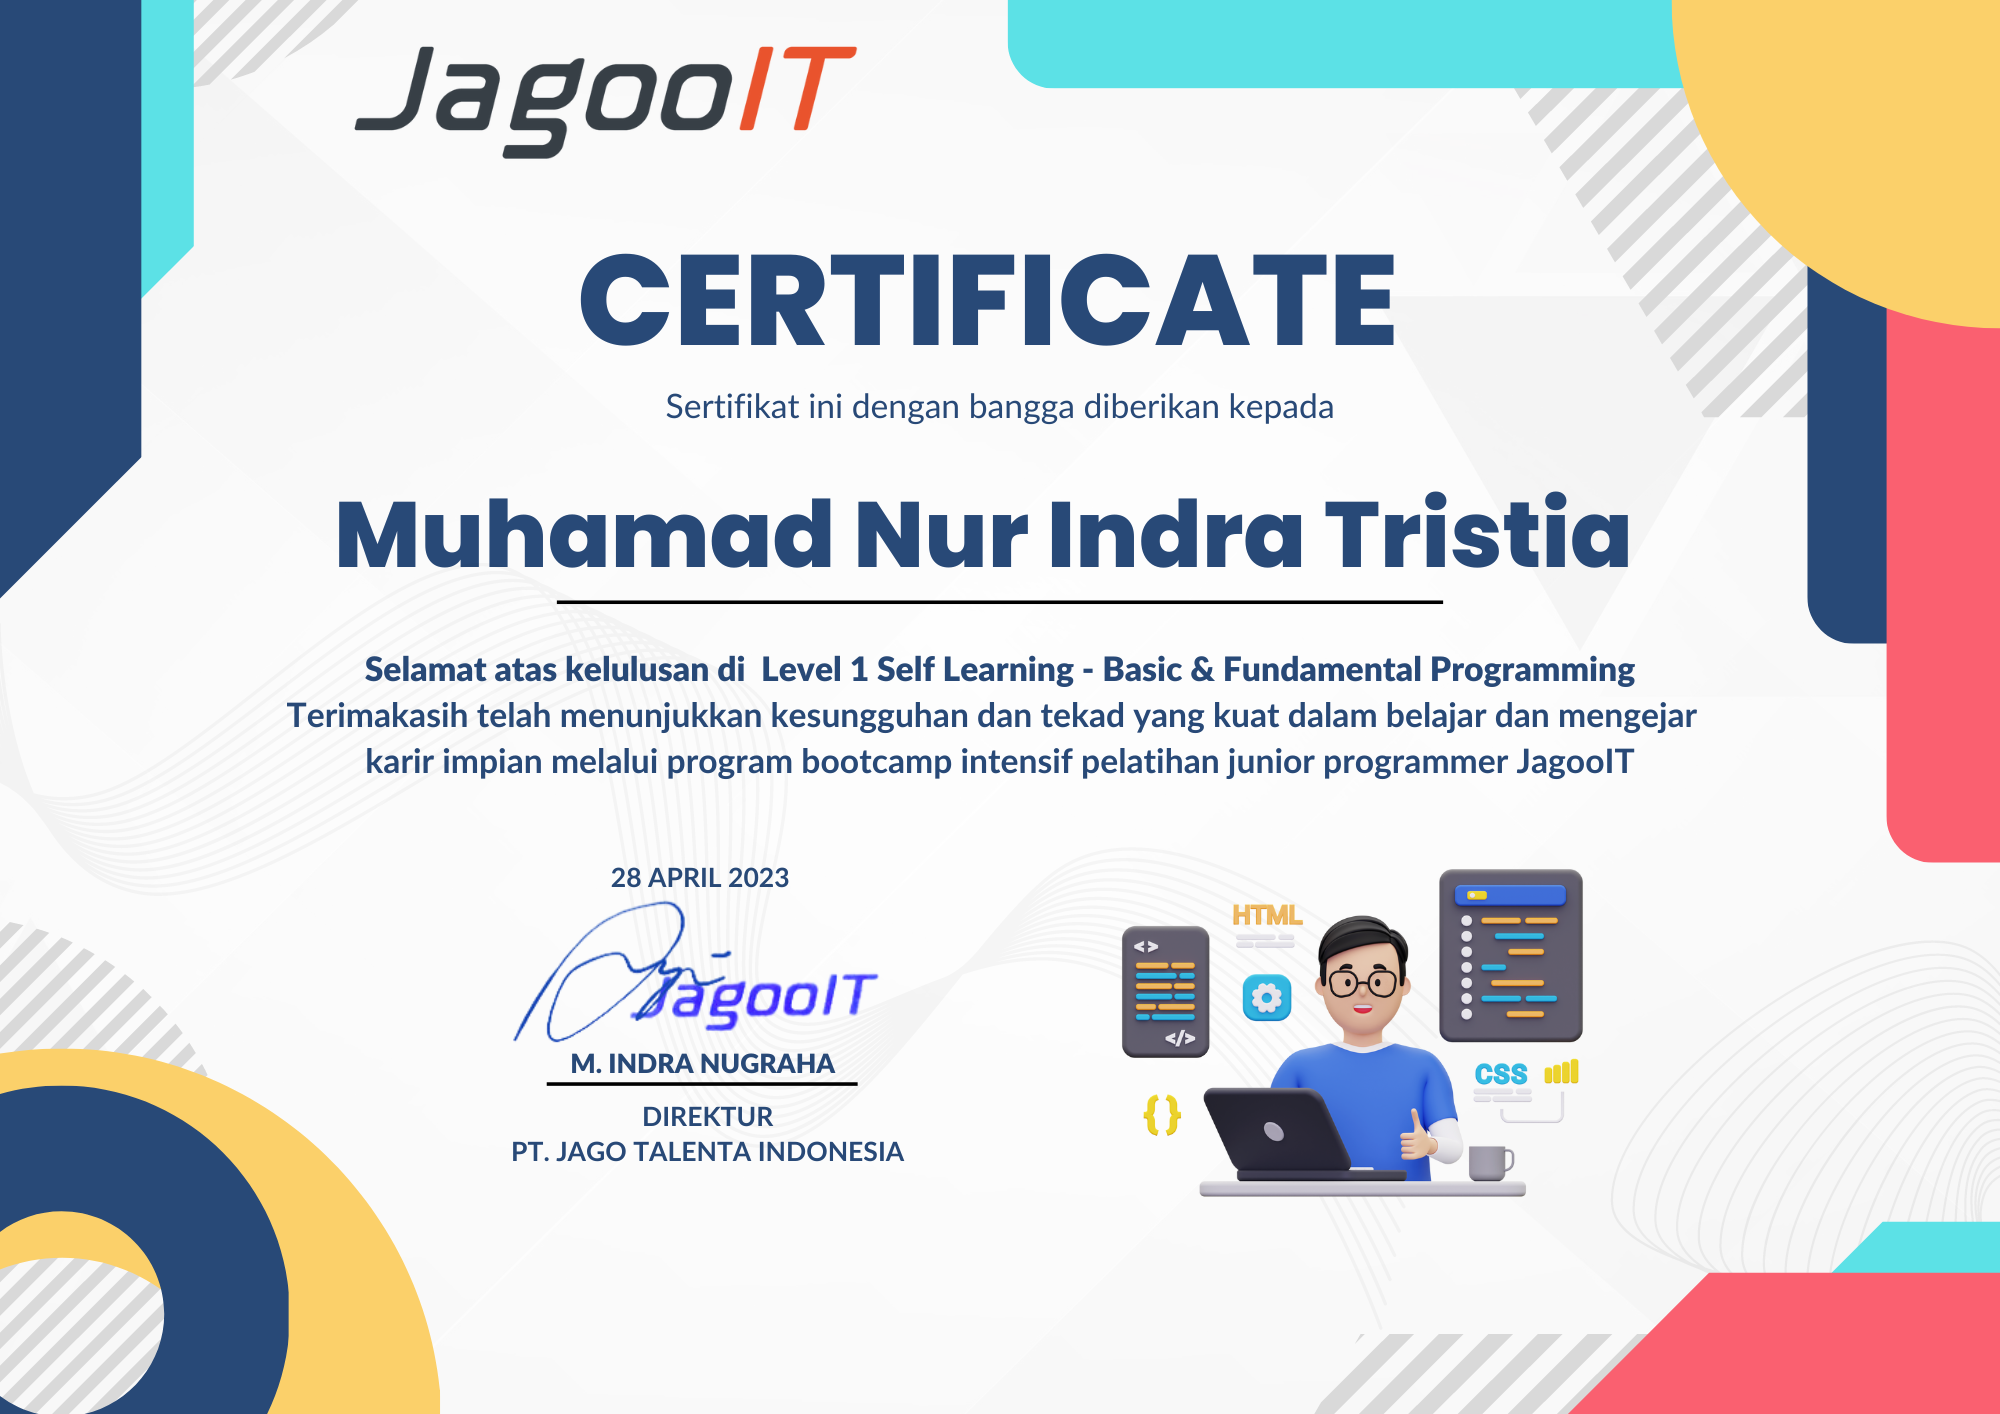 JagooIT
CERTIFICATE
Sertifikat ini dengan bangga diberikan kepada
Muhamad Nur Indra Tristia
Selamat atas kelulusan di  Level 1 Self Learning - Basic & Fundamental Programming
Terimakasih telah menunjukkan kesungguhan dan tekad yang kuat dalam belajar dan mengejar
karir impian melalui program bootcamp intensif pelatihan junior programmer JagooIT
28 APRIL 2023
JagooIT
M. INDRA NUGRAHA
DIREKTUR
PT. JAGO TALENTA INDONESIA
HTML
<>
</>
CSS
{}